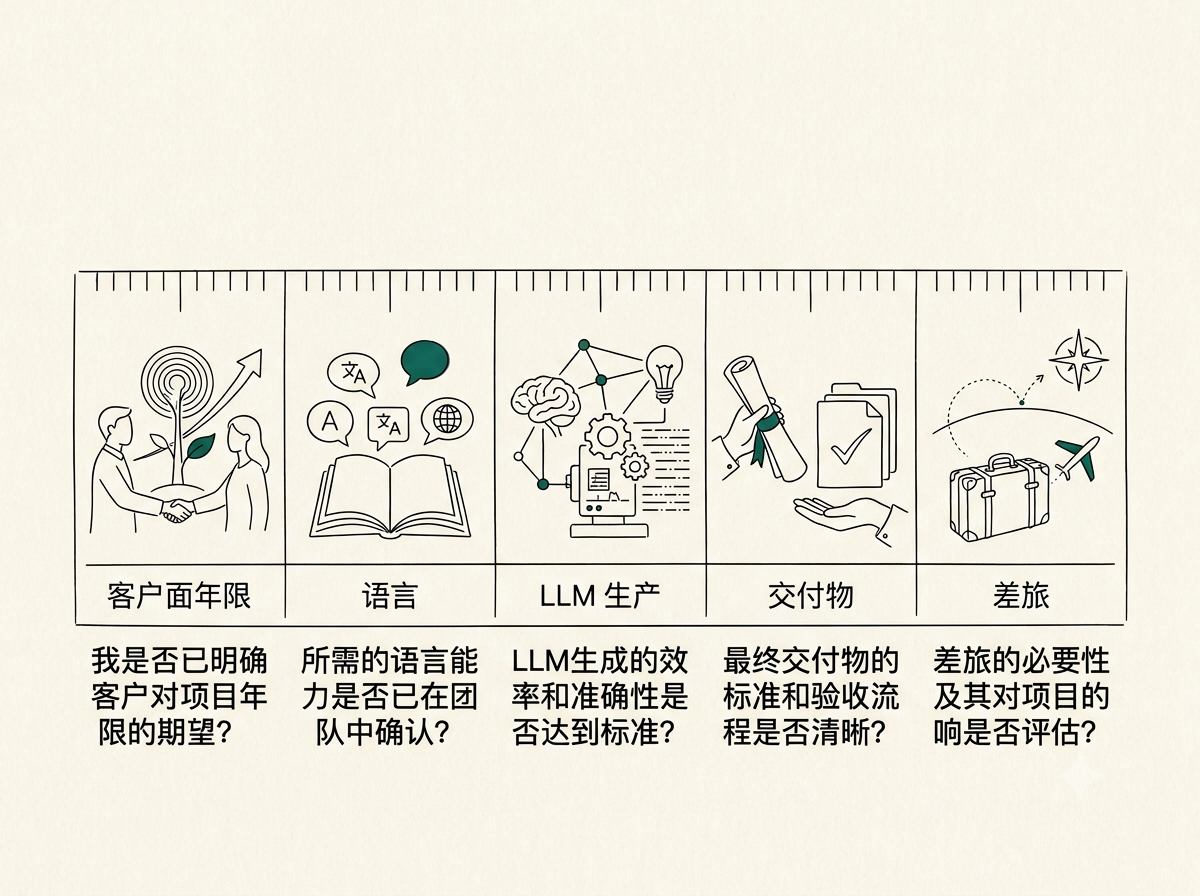 文A
A
文A
客户面年限
语言
LLM 生产
交付物
差旅
我是否已明确
客户对项目年
限的期望？
所需的语言能
力是否已在团
队中确认？
LLM生成的效
率和准确性是
否达到标准？
最终交付物的
标准和验收流
程是否清晰？
差旅的必要性
及其对项目的
响是否评估？